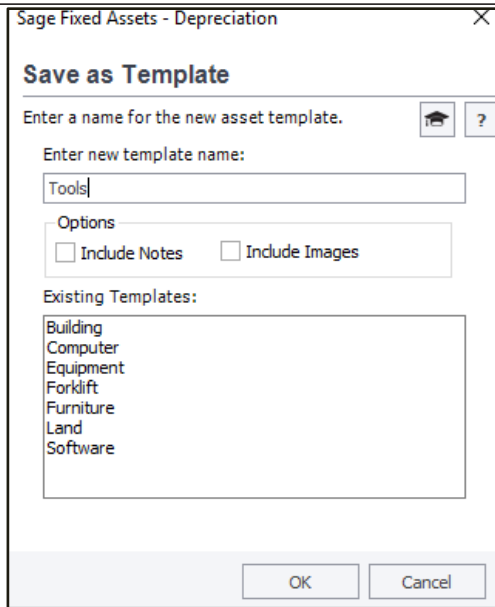 Sage Fixed Assets - Depreciation
Save as Template
Enter a name for the new asset template.
?
Enter new template name:
Tools
Options
Include Notes
Include Images
Existing Templates:
Building
Computer
Equipment
Forklift
Furniture
Land
Software
OK
Cancel